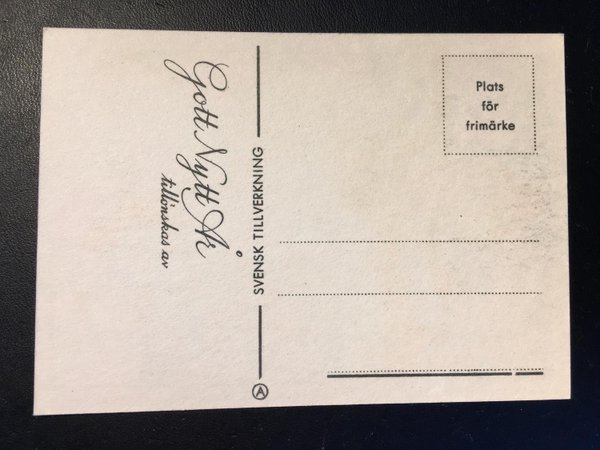 Gott Nytt År
tillönskas av
SVENSK TILLVERKNING
A
Plats
för
frimärke